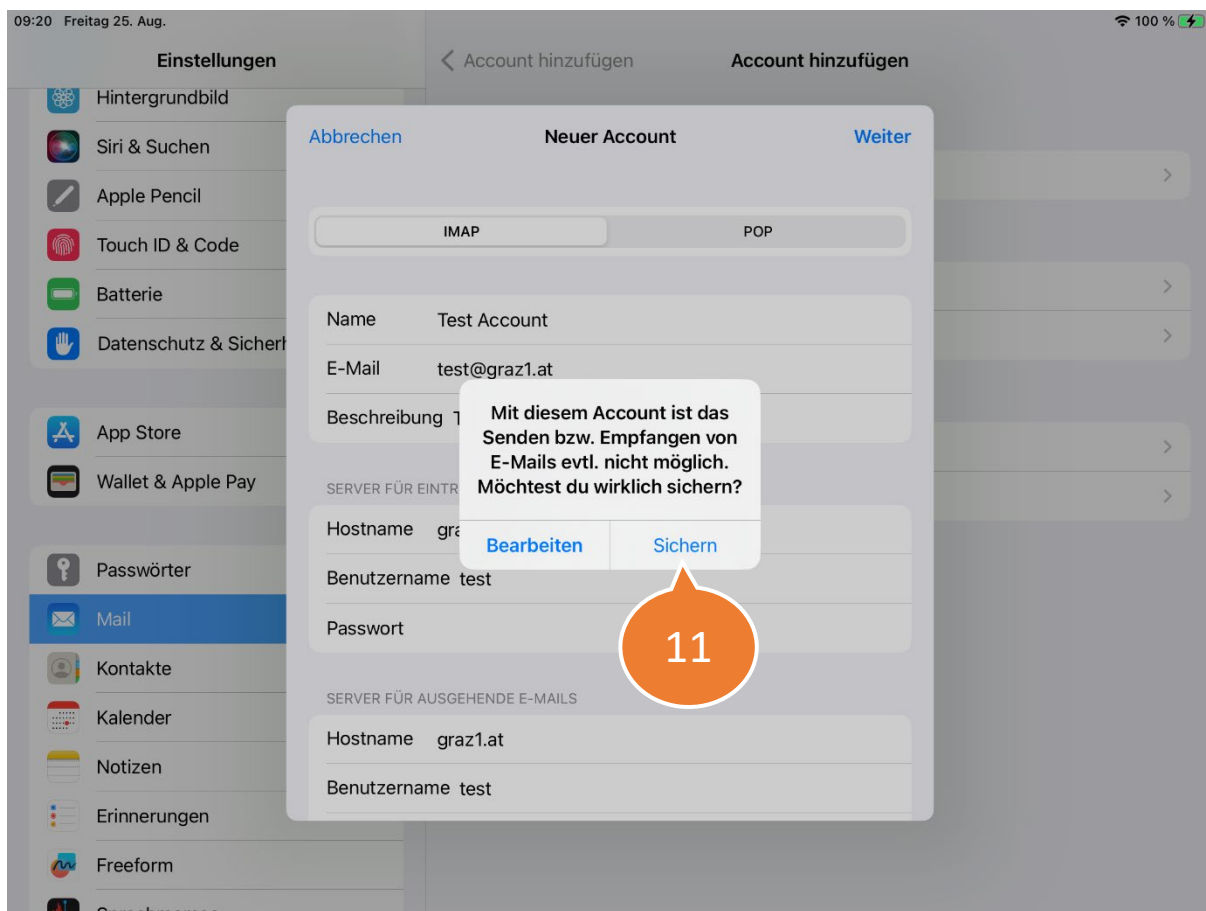 09:20 Freitag 25. Aug.
100 %
Einstellungen
Account hinzufügen
Account hinzufügen
Hintergrundbild
Siri & Suchen
Apple Pencil
Touch ID & Code
Batterie
Datenschutz & Sicherh
App Store
Wallet & Apple Pay
Passwörter
Mail
Kontakte
Kalender
Notizen
Erinnerungen
Freeform
Abbrechen
Neuer Account
Weiter
IMAP
POP
Name Test Account
E-Mail test@graz1.at
Beschreibung T
Mit diesem Account ist das
Senden bzw. Empfangen von
E-Mails evtl. nicht möglich.
Möchtest du wirklich sichern?
Bearbeiten
Sichern
11
SERVER FÜR EINTR
Hostname gra
Benutzername test
Passwort
SERVER FÜR AUSGEHENDE E-MAILS
Hostname graz1.at
Benutzername test